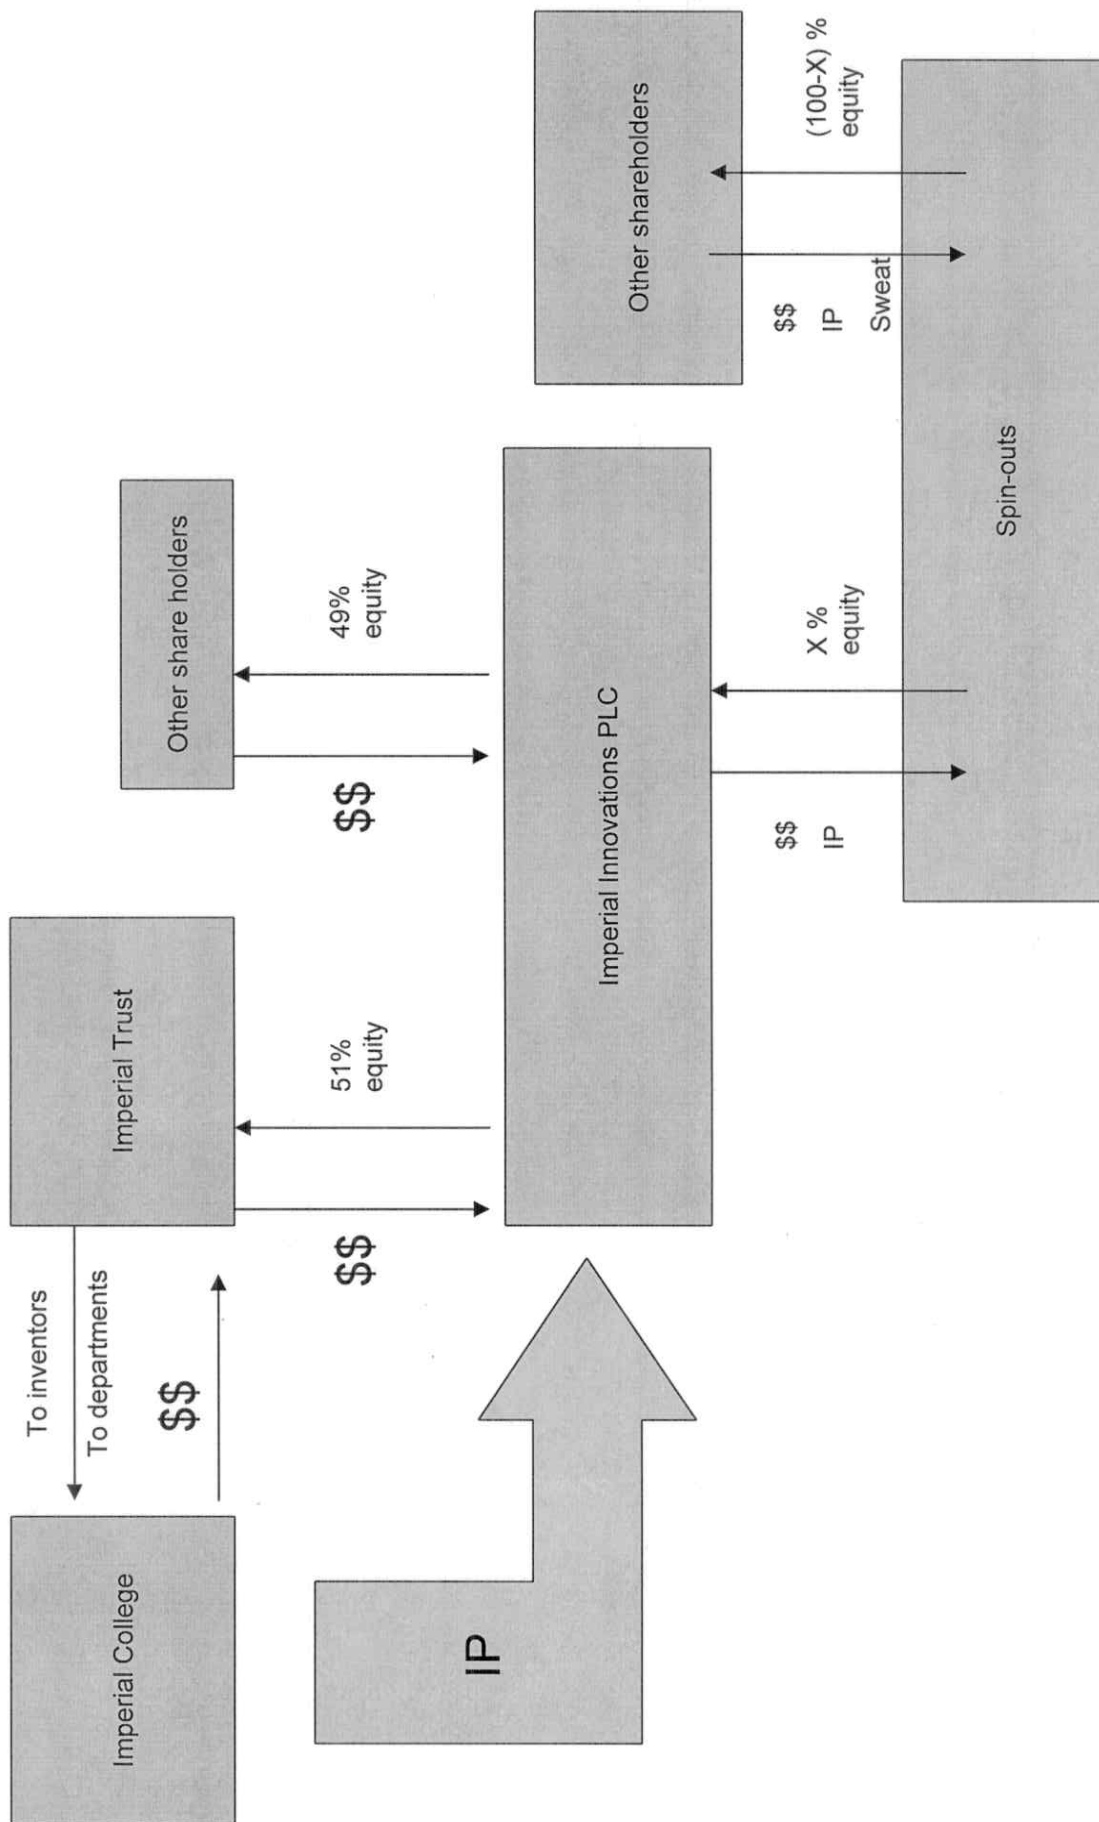 Imperial College
To inventors
To departments
$$
Imperial Trust
Other share holders
$$
51%
equity
$$
49%
equity
IP
Imperial Innovations PLC
Other shareholders
$$
IP
X %
equity
$$
IP
Sweat
(100-X) %
equity
Spin-outs